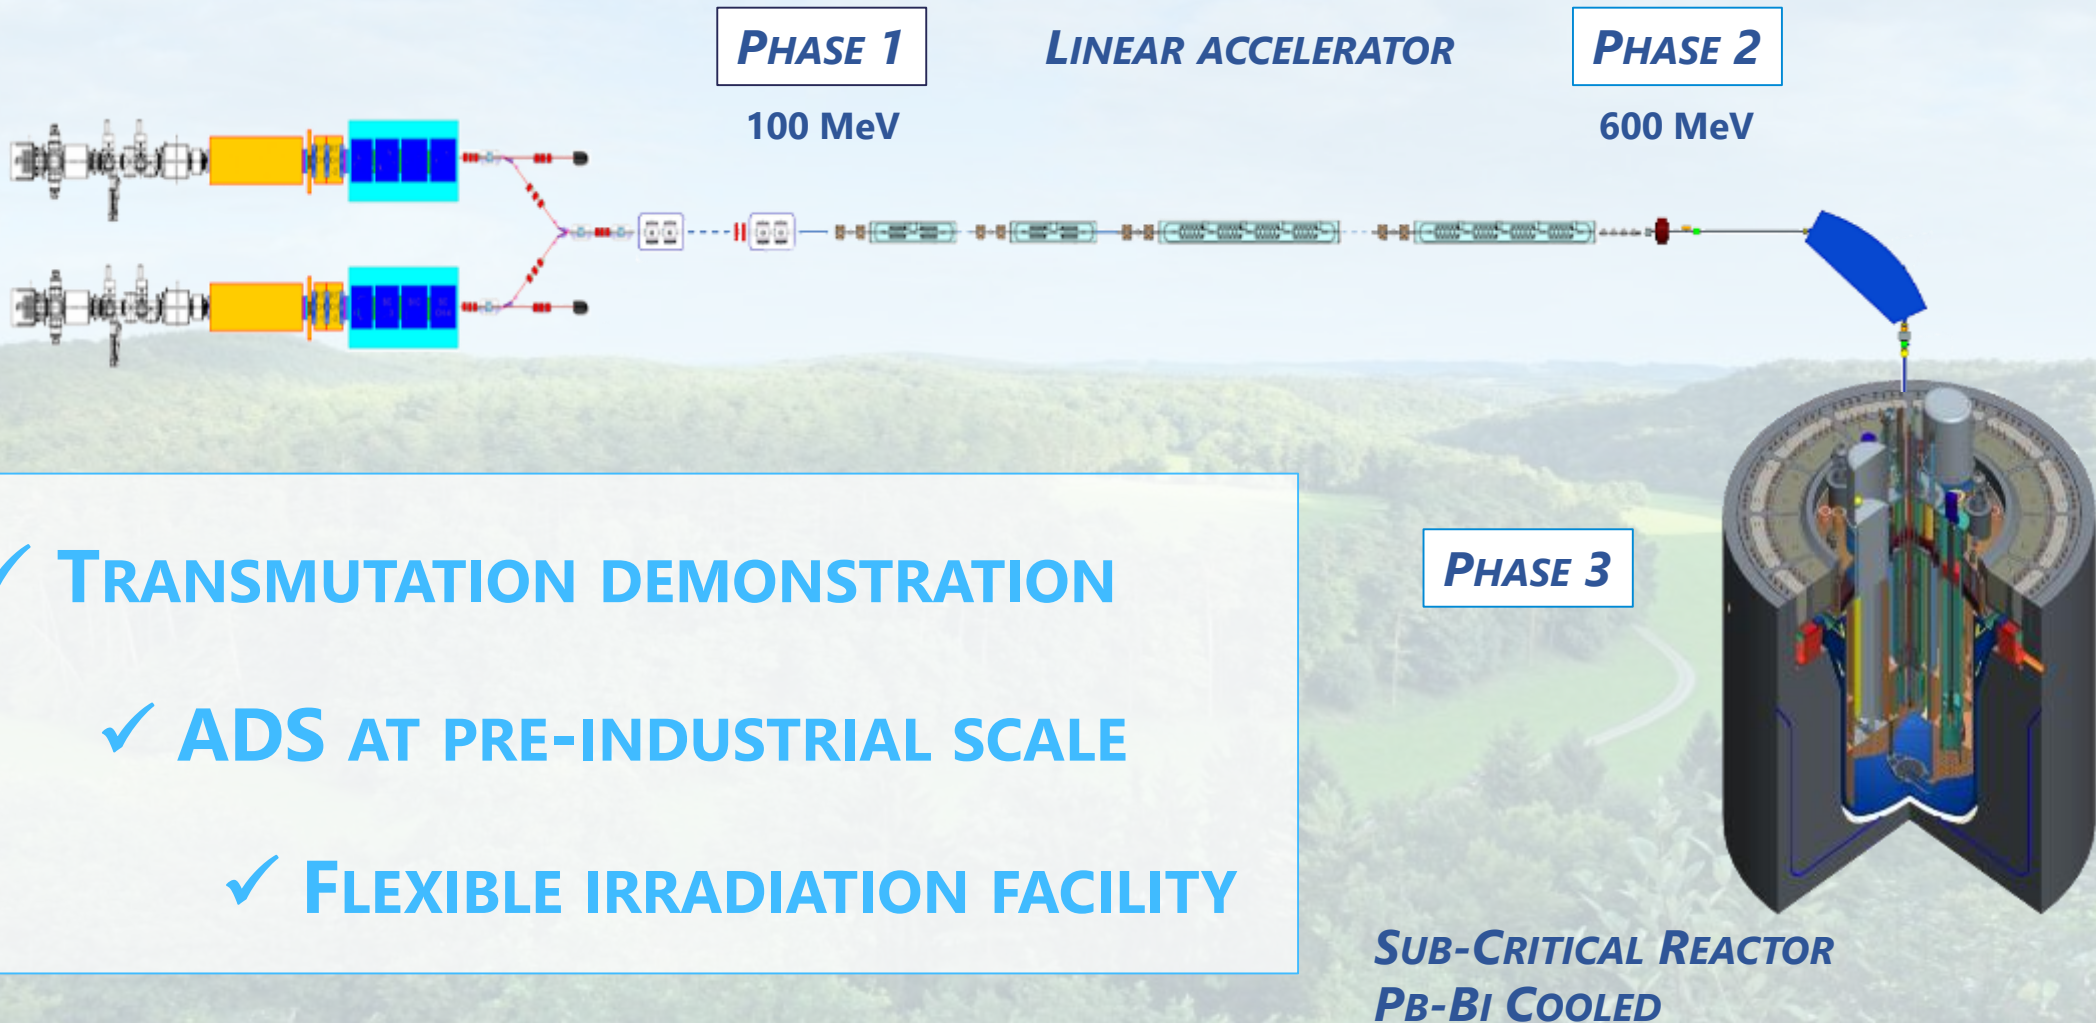 PHASE 1
LINEAR ACCELERATOR
PHASE 2
100 MeV
600 MeV
✓ TRANSMUTATION DEMONSTRATION
✓ ADS AT PRE-INDUSTRIAL SCALE
✓ FLEXIBLE IRRADIATION FACILITY
PHASE 3
SUB-CRITICAL REACTOR
PB-BI COOLED